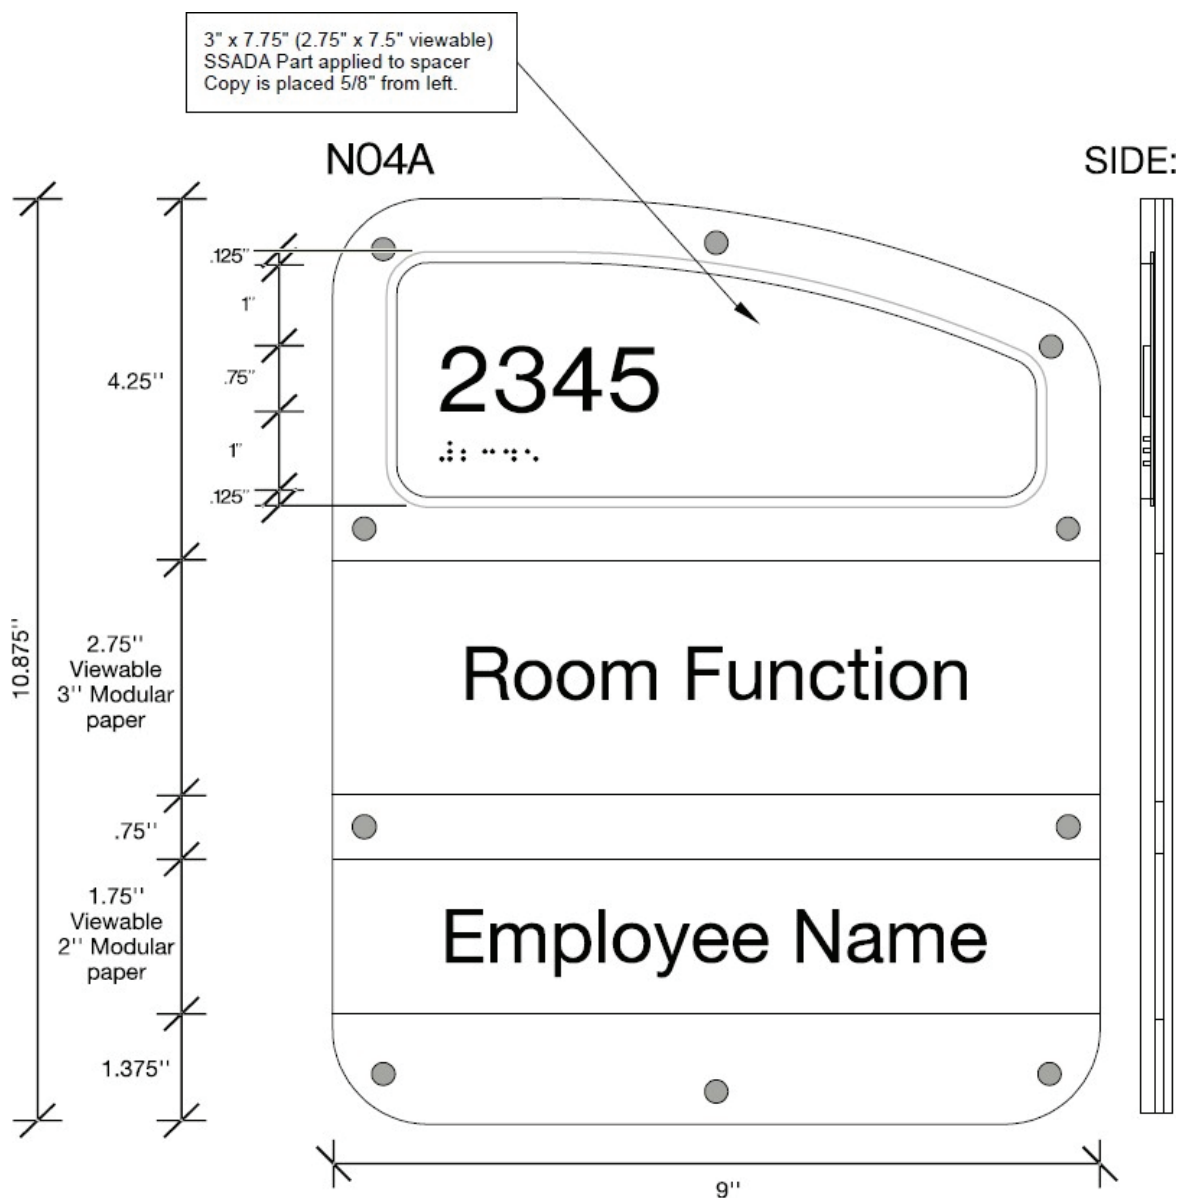 3" x 7.75" (2.75" x 7.5" viewable)
SSADA Part applied to spacer
Copy is placed 5/8" from left.
N04A
SIDE:
.125"
1"
.75"
1"
.125"
4.25''
2345
⠼⠃⠉⠙⠑
10.875''
2.75''
Viewable
3'' Modular
paper
Room Function
.75''
1.75''
Viewable
2'' Modular
paper
Employee Name
1.375''
9''